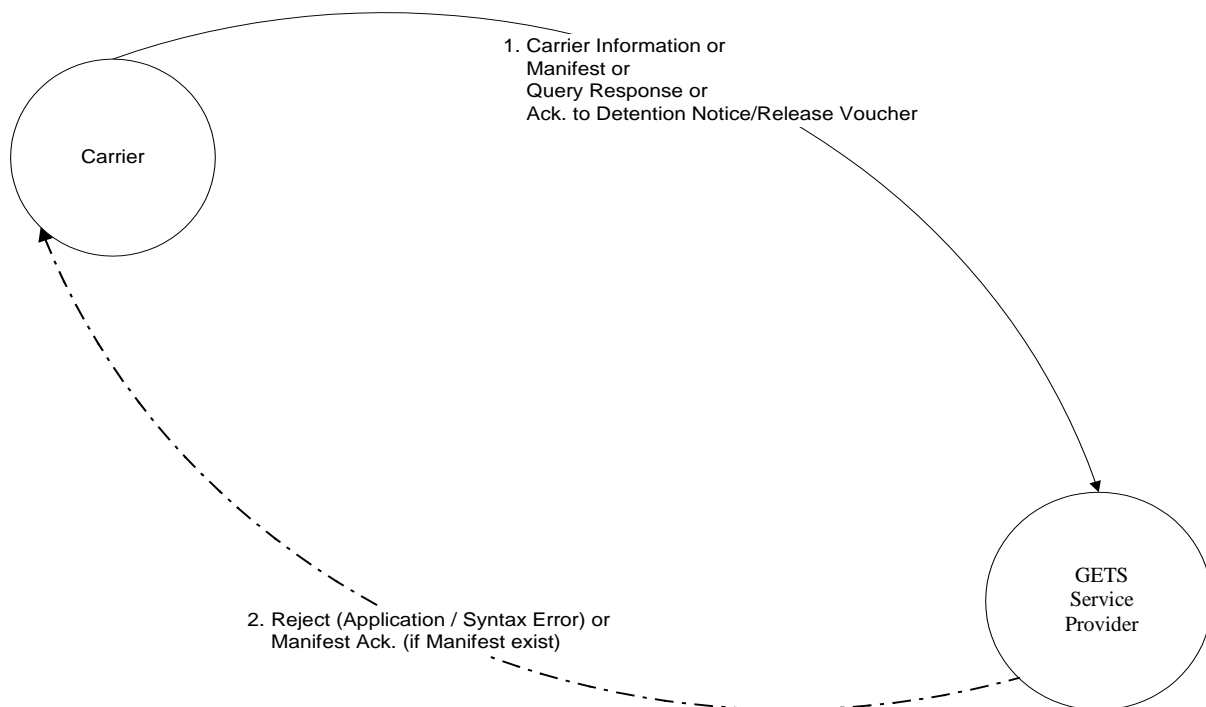 1. Carrier Information or
Manifest or
Query Response or
Ack. to Detention Notice/Release Voucher
Carrier
GETS
Service
Provider
2. Reject (Application / Syntax Error) or
Manifest Ack. (if Manifest exist)